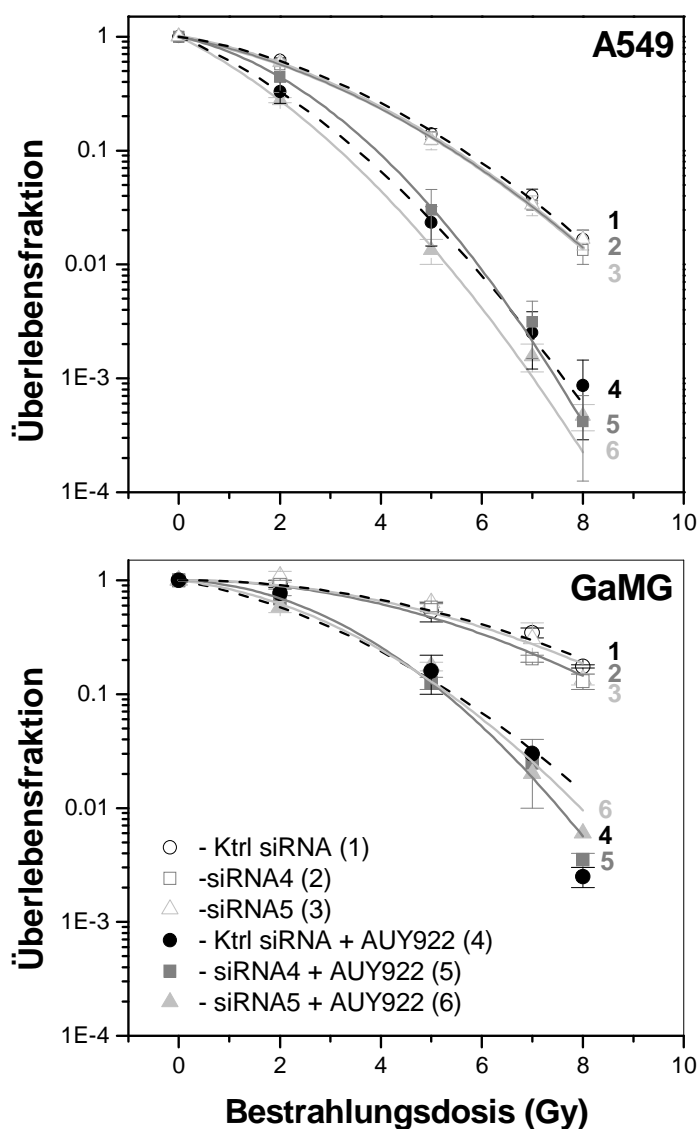 A549
Überlebensfraktion
1
0.1
0.01
1E-3
1E-4
1
2
3
4
5
6
0 2 4 6 8 10
GaMG
Überlebensfraktion
1
0.1
0.01
1E-3
1E-4
1
2
3
6
4
5
- Ktrl siRNA (1)
-siRNA4 (2)
-siRNA5 (3)
- Ktrl siRNA + AUY922 (4)
- siRNA4 + AUY922 (5)
- siRNA5 + AUY922 (6)
0 2 4 6 8 10
Bestrahlungsdosis (Gy)